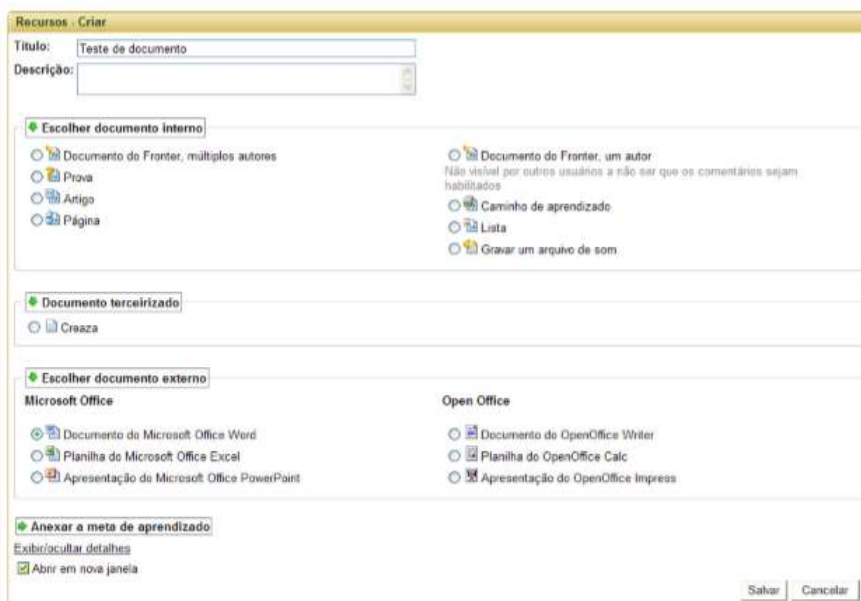 Recursos - Criar
Título: Teste de documento
Descrição:
Escolher documento interno
Documento do Fronter, múltiplos autores
Prova
Artigo
Página
Documento do Fronter, um autor
Não visível por outros usuários a não ser que os comentários sejam
habilitados
Caminho de aprendizado
Lista
Gravar um arquivo de som
Documento terceirizado
Creaza
Escolher documento externo
Microsoft Office
Documento do Microsoft Office Word
Planilha do Microsoft Office Excel
Apresentação do Microsoft Office PowerPoint
Open Office
Documento do OpenOffice Writer
Planilha do OpenOffice Calc
Apresentação do OpenOffice Impress
Anexar a meta de aprendizado
Exibir/ocultar detalhes
Abrir em nova janela
Salvar Cancelar